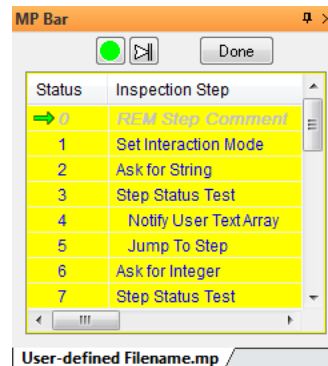 MP Bar
Done
Status Inspection Step
0 REM Step Comment
1 Set Interaction Mode
2 Ask for String
3 Step Status Test
4 Notify User Text Array
5 Jump To Step
6 Ask for Integer
7 Step Status Test
User-defined Filename.mp